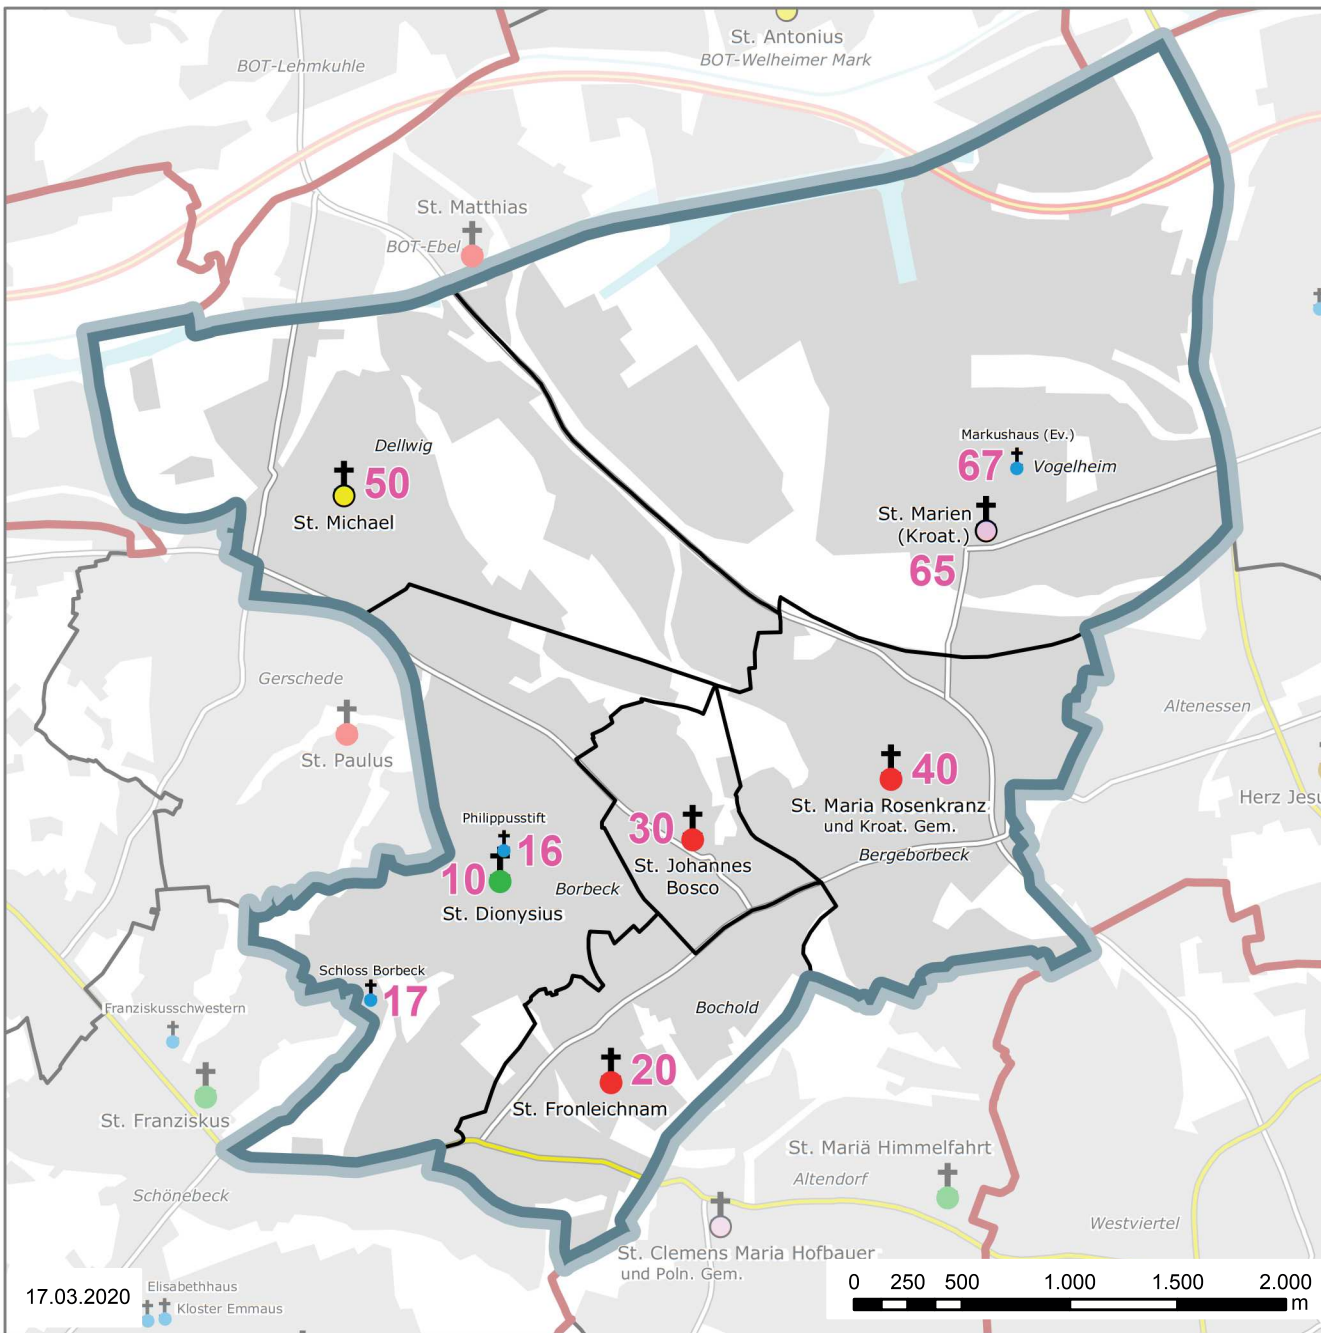 St. Antonius
BOT-Welheimer Mark
BOT-Lehmkuhle
St. Matthias
BOT-Ebel
Dellwig
50
St. Michael
Markushaus (Ev.)
67
Vogelheim
St. Marien
(Kroat.)
65
Gerschede
St. Paulus
Altenessen
40
St. Maria Rosenkranz
und Kroat. Gem.
Bergeborbeck
Herz Jesu
30
St. Johannes
Bosco
Philippusstift
16
10
Borbeck
St. Dionysius
Schloss Borbeck
17
Franziskusschwestern
Bochold
20
St. Fronleichnam
St. Franziskus
St. Mariä Himmelfahrt
Altendorf
Schönebeck
Westviertel
St. Clemens Maria Hofbauer
und Poln. Gem.
Elisabethhaus
Kloster Emmaus
17.03.2020
0 250 500 1.000 1.500 2.000
m